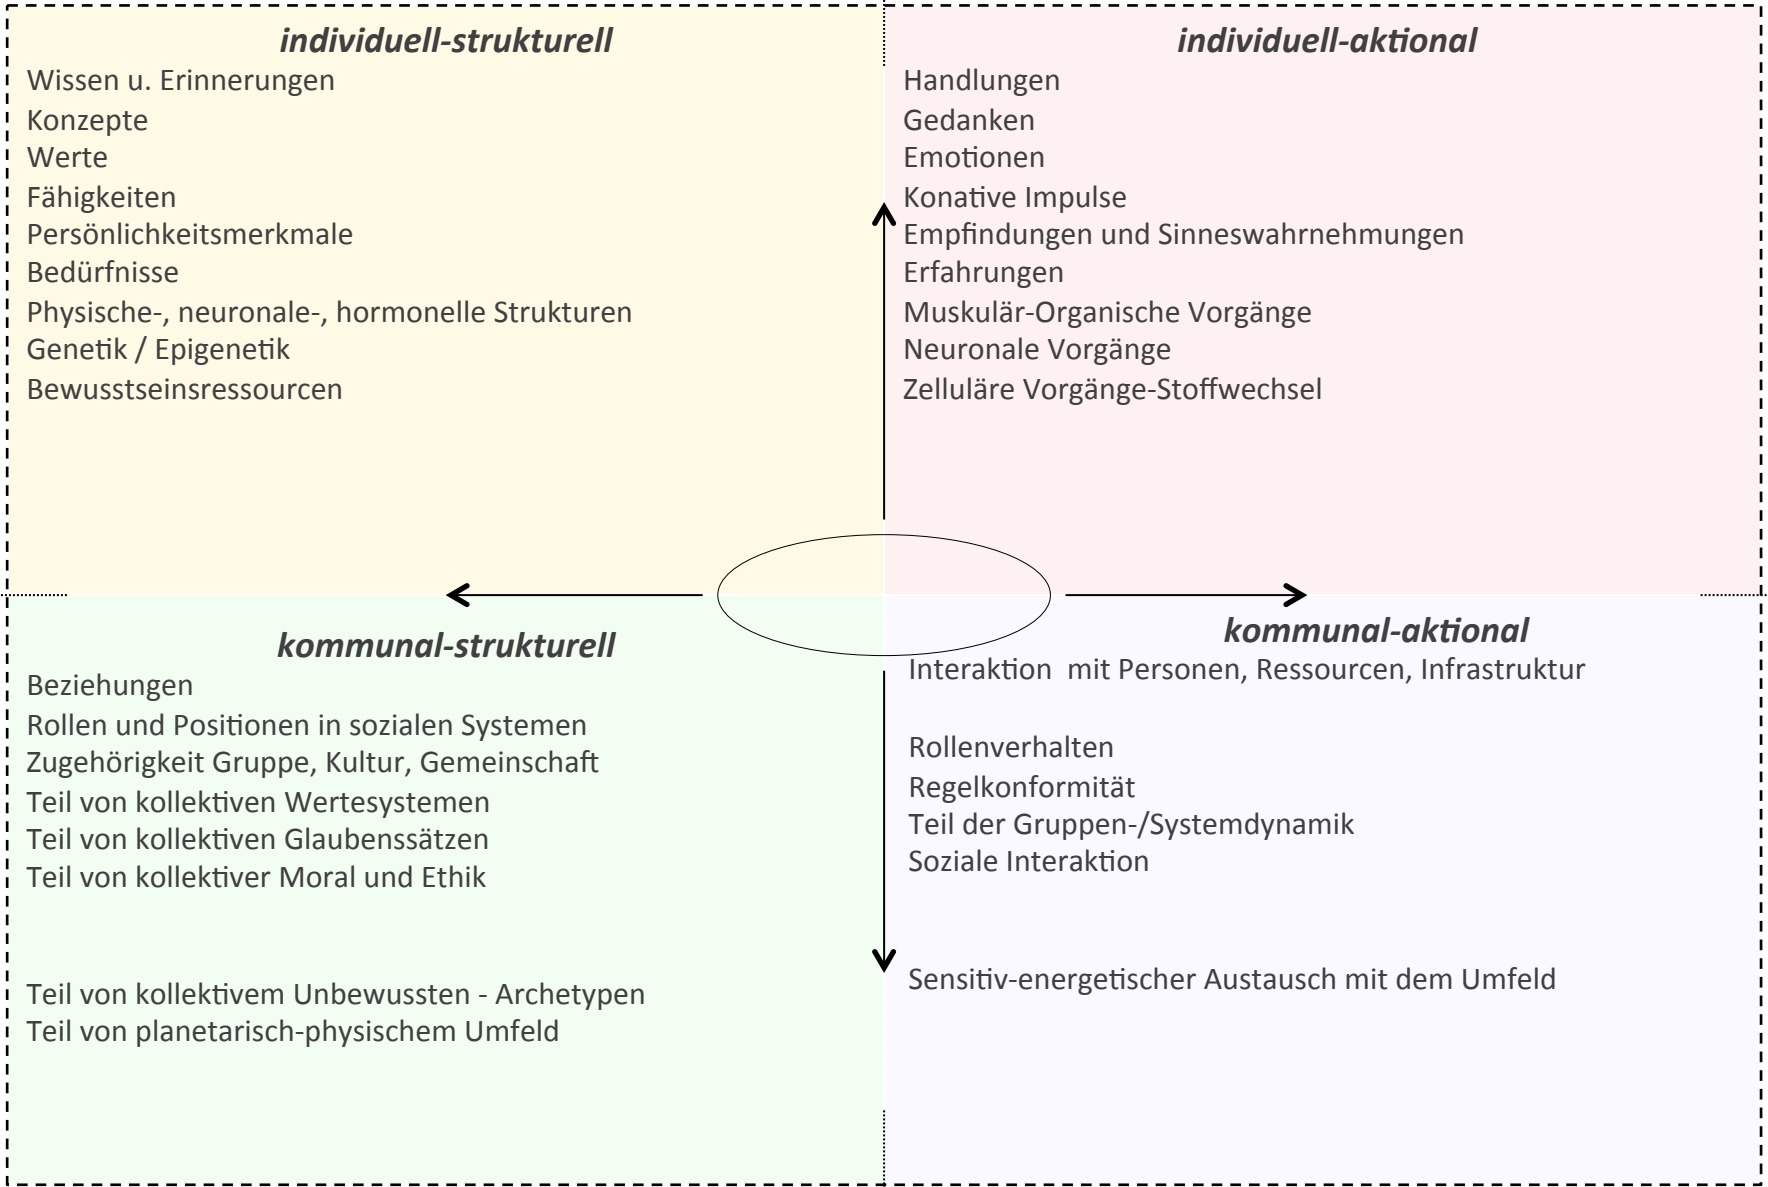 individuell-strukturell
Wissen u. Erinnerungen
Konzepte
Werte
Fähigkeiten
Persönlichkeitsmerkmale
Bedürfnisse
Physische-, neuronale-, hormonelle Strukturen
Genetik / Epigenetik
Bewusstseinsressourcen
individuell-aktional
Handlungen
Gedanken
Emotionen
Konative Impulse
Empfindungen und Sinneswahrnehmungen
Erfahrungen
Muskulär-Organische Vorgänge
Neuronale Vorgänge
Zelluläre Vorgänge-Stoffwechsel
kommunal-strukturell
Beziehungen
Rollen und Positionen in sozialen Systemen
Zugehörigkeit Gruppe, Kultur, Gemeinschaft
Teil von kollektiven Wertesystemen
Teil von kollektiven Glaubenssätzen
Teil von kollektiver Moral und Ethik
Teil von kollektivem Unbewussten - Archetypen
Teil von planetarisch-physischem Umfeld
kommunal-aktional
Interaktion  mit Personen, Ressourcen, Infrastruktur
Rollenverhalten
Regelkonformität
Teil der Gruppen-/Systemdynamik
Soziale Interaktion
Sensitiv-energetischer Austausch mit dem Umfeld